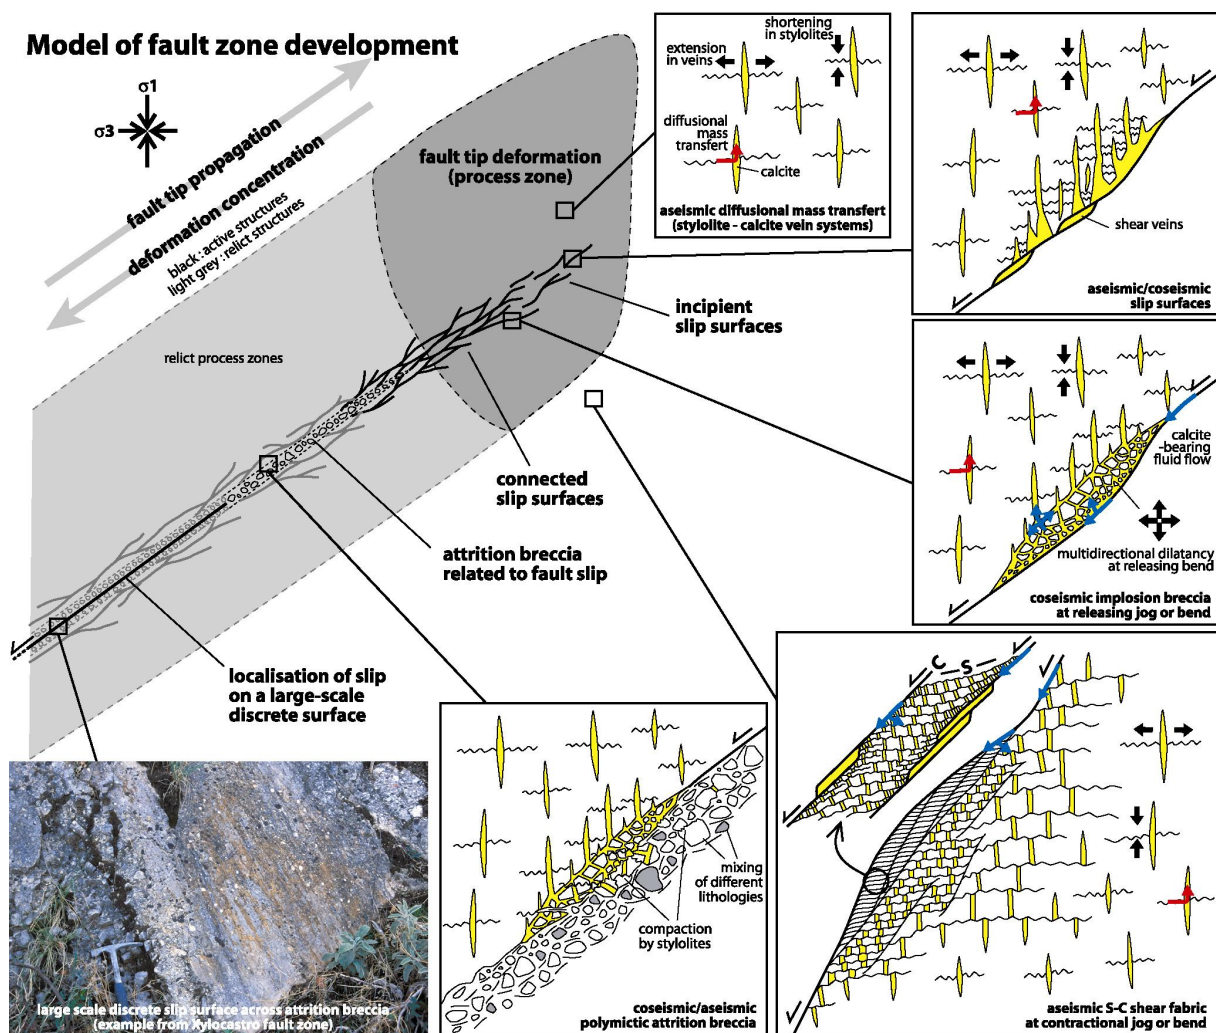 Model of fault zone development
σ1
σ3
fault tip propagation
deformation concentration
black : active structures
light grey : relict structures
fault tip deformation
(process zone)
relict process zones
incipient
slip surfaces
connected
slip surfaces
attrition breccia
related to fault slip
localisation of slip
on a large-scale
discrete surface
shortening
in stylolites
extension
in veins
diffusional
mass
transfert
calcite
aseismic diffusional mass transfert
(stylolite - calcite vein systems)
shear veins
aseismic/coseismic
slip surfaces
calcite
-bearing
fluid flow
multidirectional dilatancy
at releasing bend
coseismic implosion breccia
at releasing jog or bend
C
S
aseismic S-C shear fabric
at contractional jog or bend
mixing
of different
lithologies
compaction
by stylolites
coseismic/aseismic
polymictic attrition breccia
large scale discrete slip surface across attrition breccia
(example from Xylocastro fault zone)